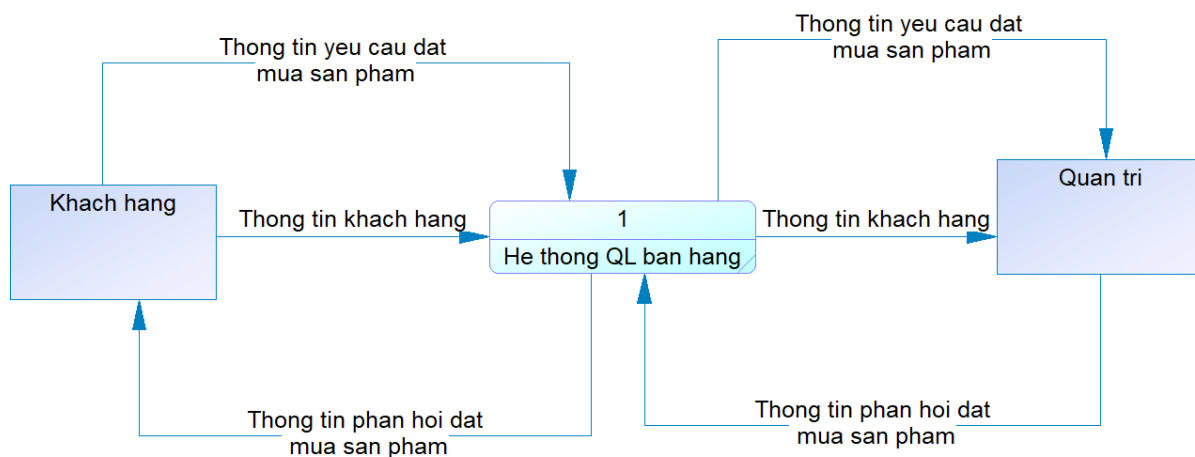 Thong tin yeu cau dat
mua san pham
Thong tin yeu cau dat
mua san pham
Khach hang
Thong tin khach hang
1
He thong QL ban hang
Thong tin khach hang
Quan tri
Thong tin phan hoi dat
mua san pham
Thong tin phan hoi dat
mua san pham